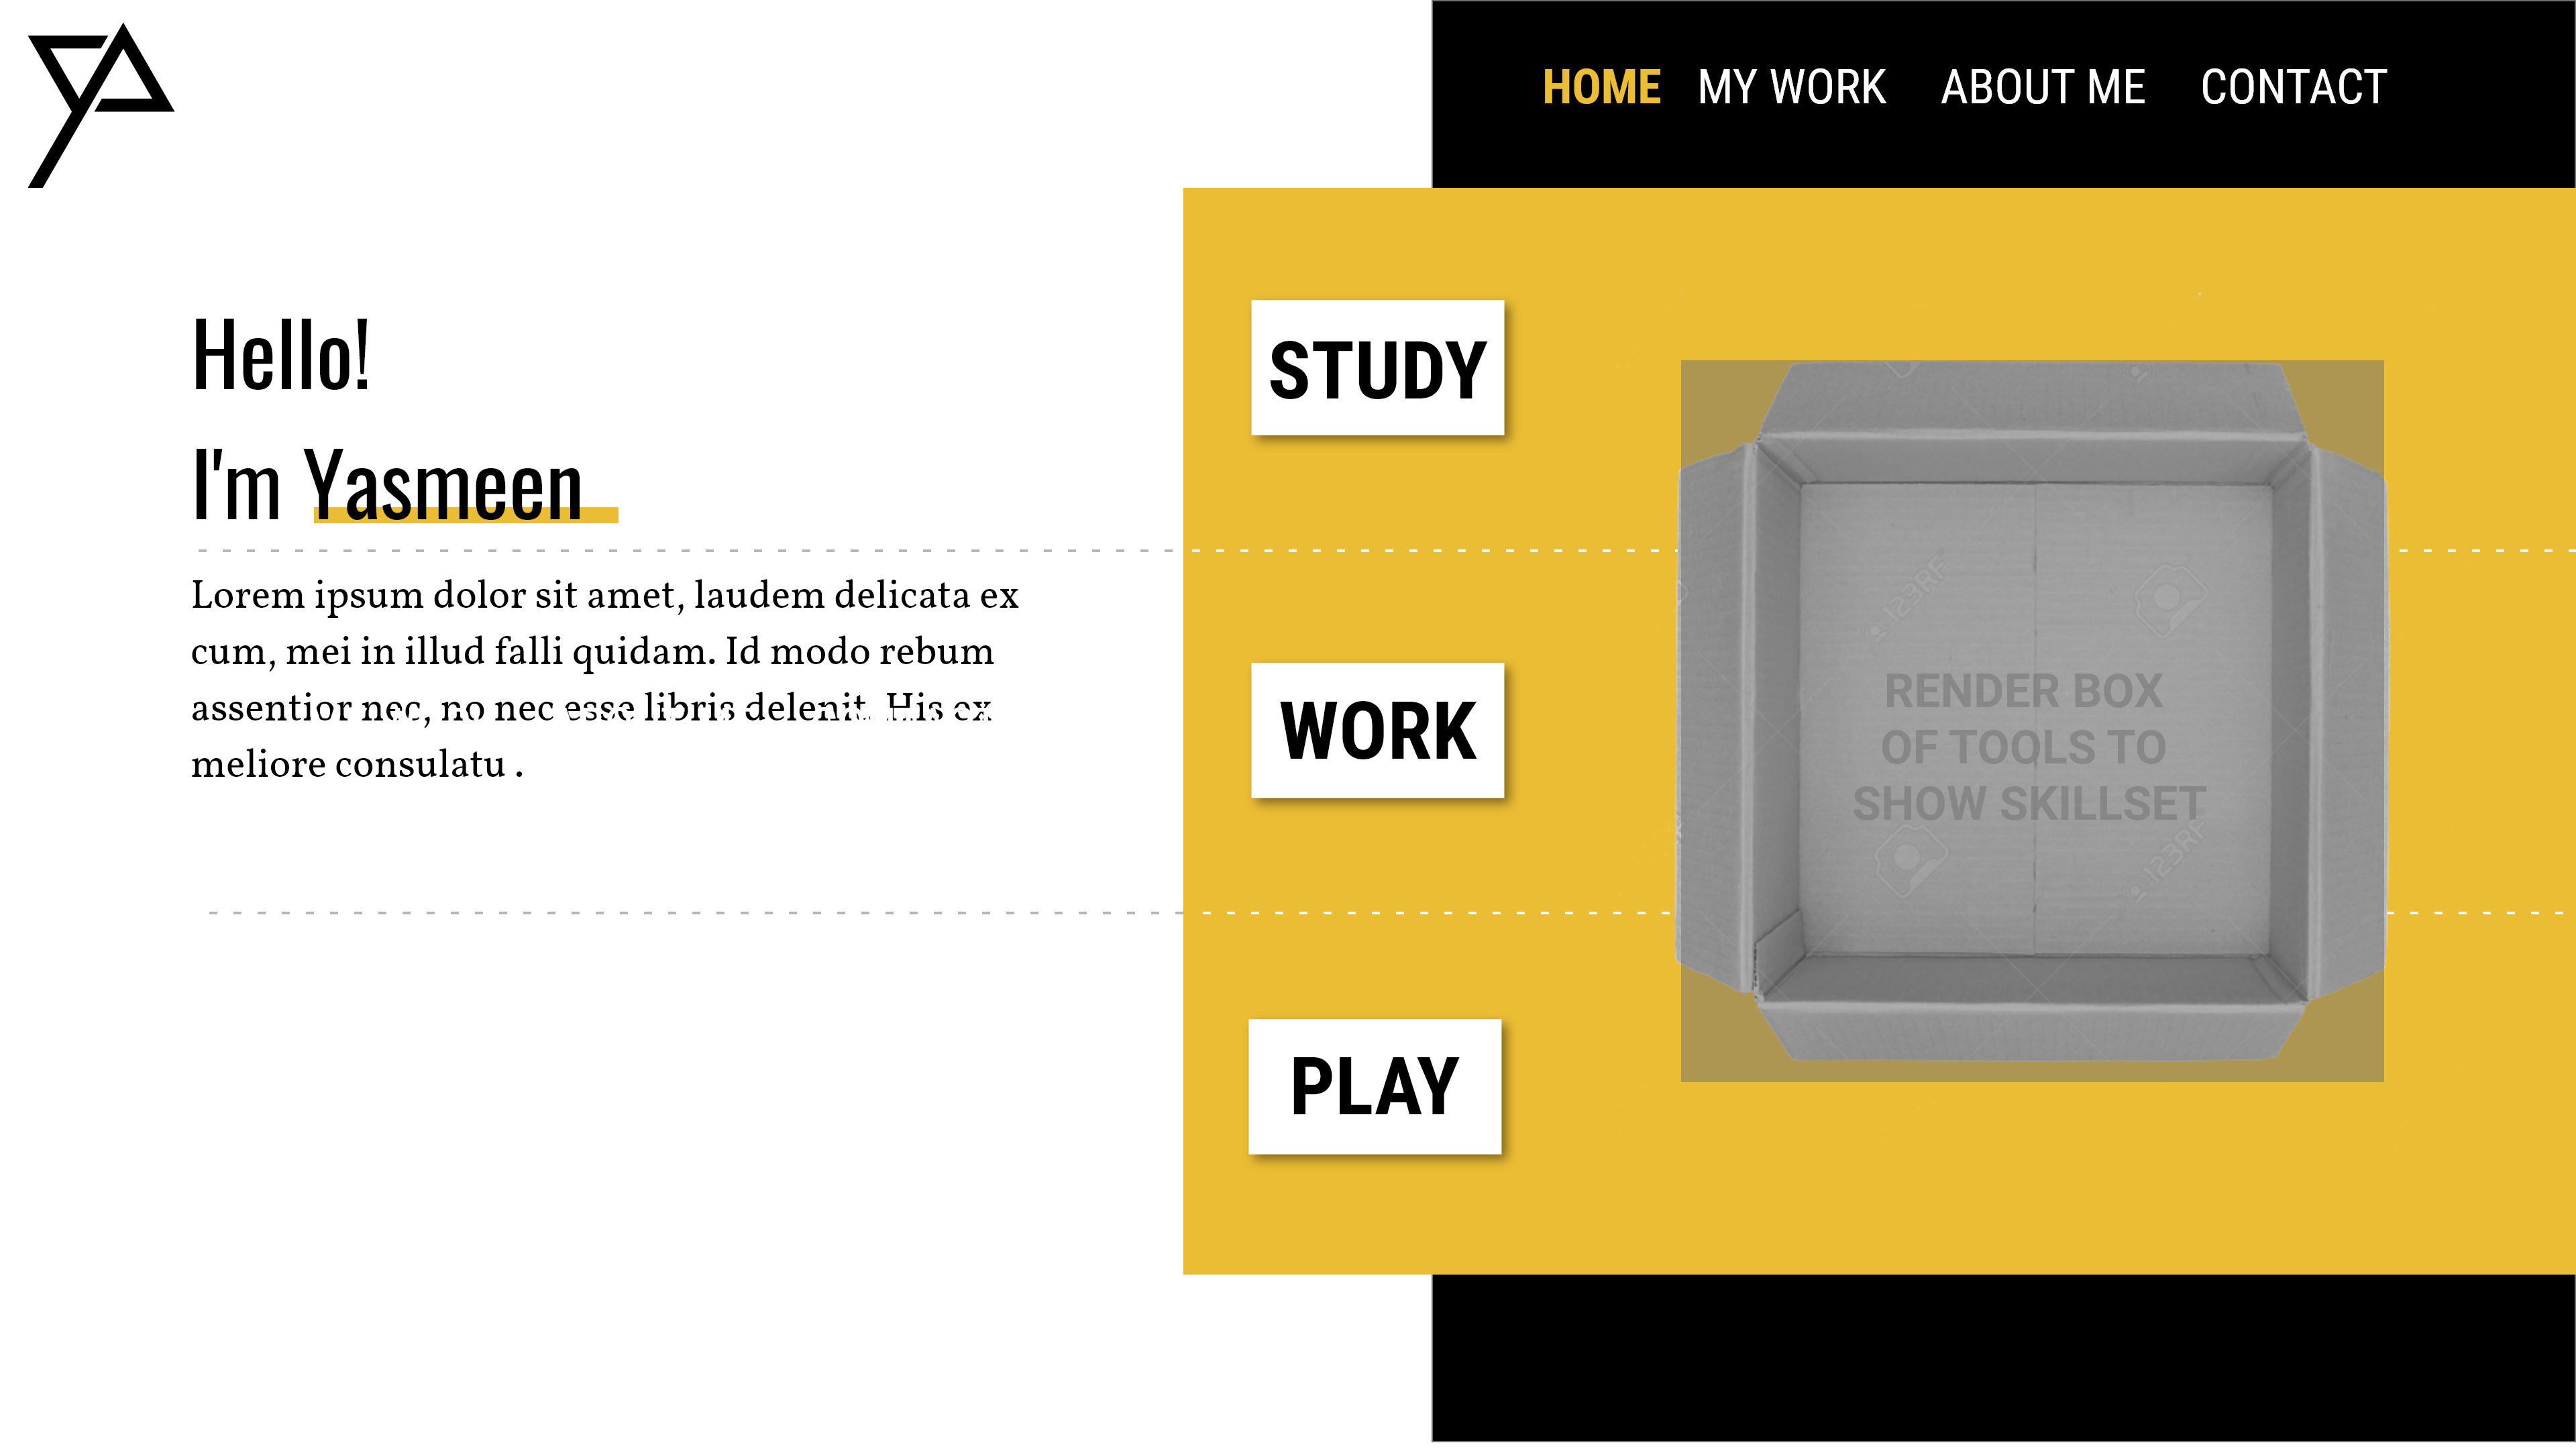 HOME MY WORK ABOUT ME CONTACT
Hello!
I'm Yasmeen
Lorem ipsum dolor sit amet, laudem delicata ex
cum, mei in illud falli quidam. Id modo rebum
assentior nec, no nec esse libris delenit. His ex
meliore consulatu .
STUDY
WORK
PLAY
123RF
RENDER BOX
OF TOOLS TO
SHOW SKILLSET
123RF